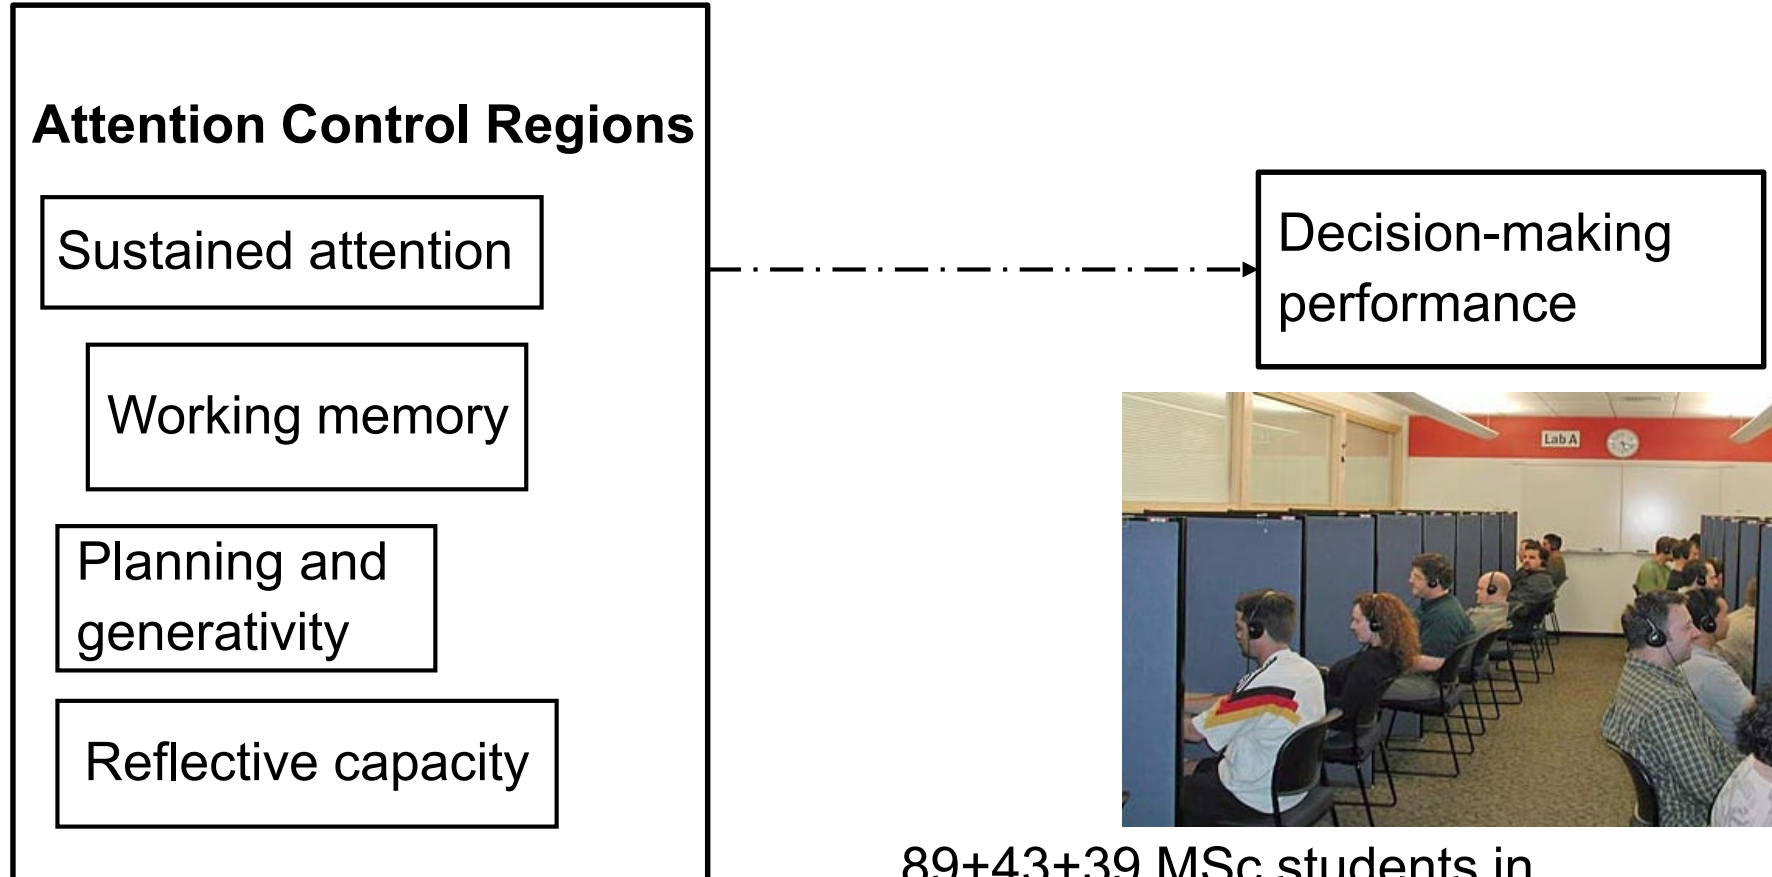 Attention Control Regions
Sustained attention
Working memory
Planning and
generativity
Reflective capacity
Decision-making
performance
Lab A
89+43+39 MSc students in